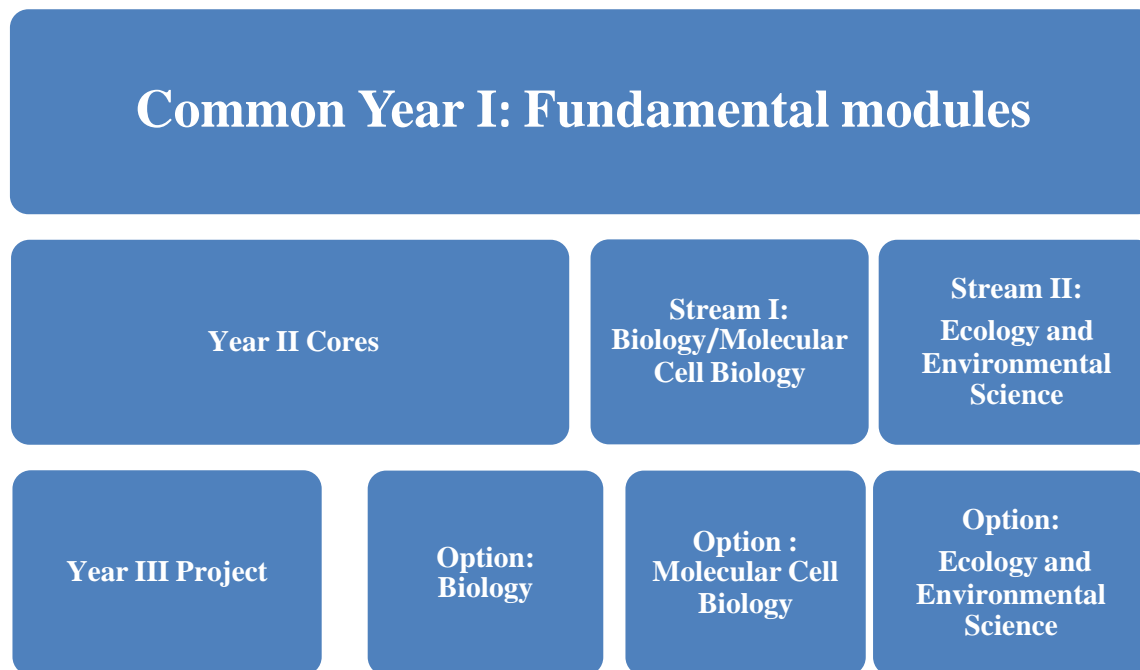 Common Year I: Fundamental modules
Year II Cores
Stream I:
Biology/Molecular
Cell Biology
Stream II:
Ecology and
Environmental
Science
Year III Project
Option:
Biology
Option :
Molecular Cell
Biology
Option:
Ecology and
Environmental
Science